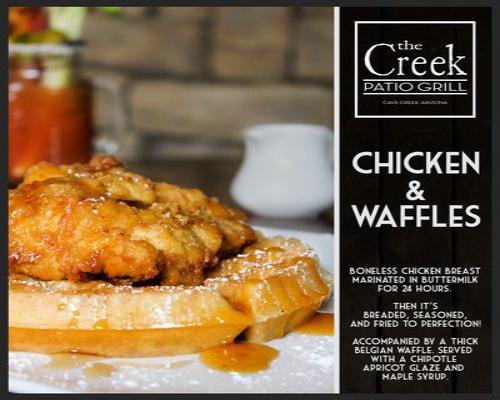 the
Creek
PATIO GRILL
CAVE CREEK, ARIZONA
CHICKEN
&
WAFFLES
BONELESS CHICKEN BREAST
MARINATED IN BUTTERMILK
FOR 24 HOURS.
THEN IT'S
BREADED, SEASONED,
AND FRIED TO PERFECTION!
ACCOMPANIED BY A THICK
BELGIAN WAFFLE. SERVED
WITH A CHIPOTLE
APRICOT GLAZE AND
MAPLE SYRUP.